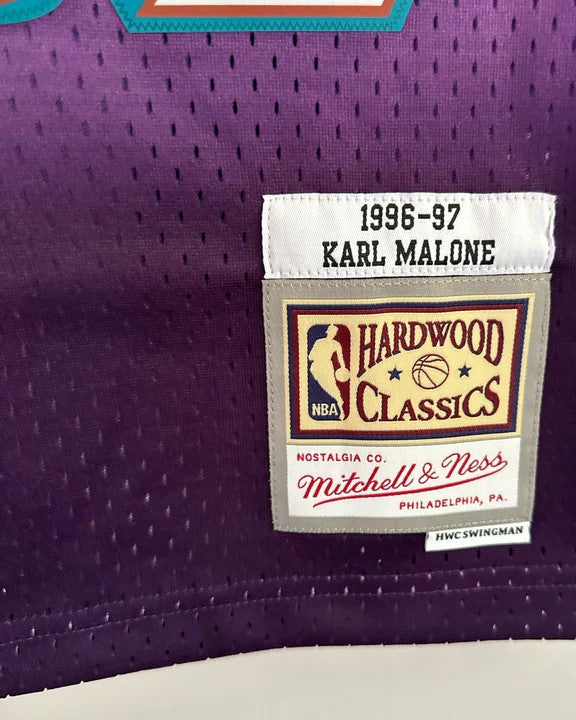 1996-97
KARL MALONE
NBA
HARDWOOD
CLASSICS
NOSTALGIA CO.
Mitchell & Ness
PHILADELPHIA, PA.
HWC SWINGMAN